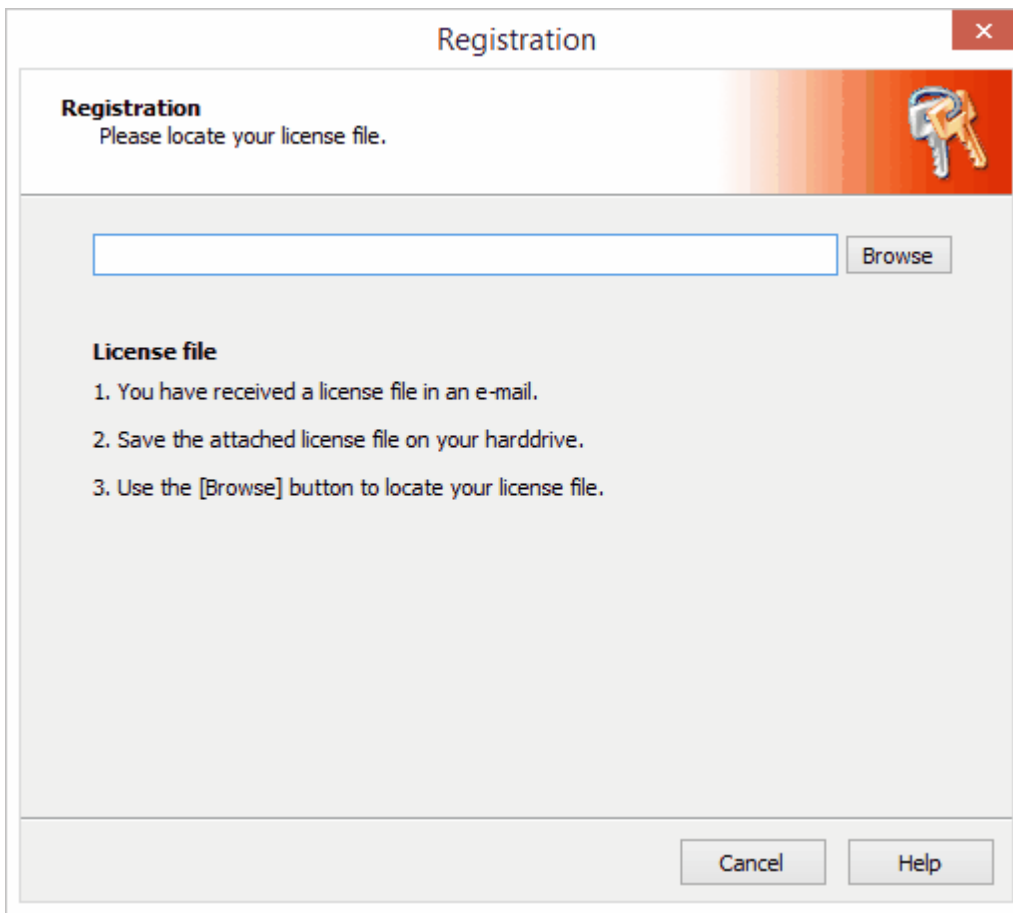 Registration
Registration
Please locate your license file.
Browse
License file
1. You have received a license file in an e-mail.
2. Save the attached license file on your harddrive.
3. Use the [Browse] button to locate your license file.
Cancel Help